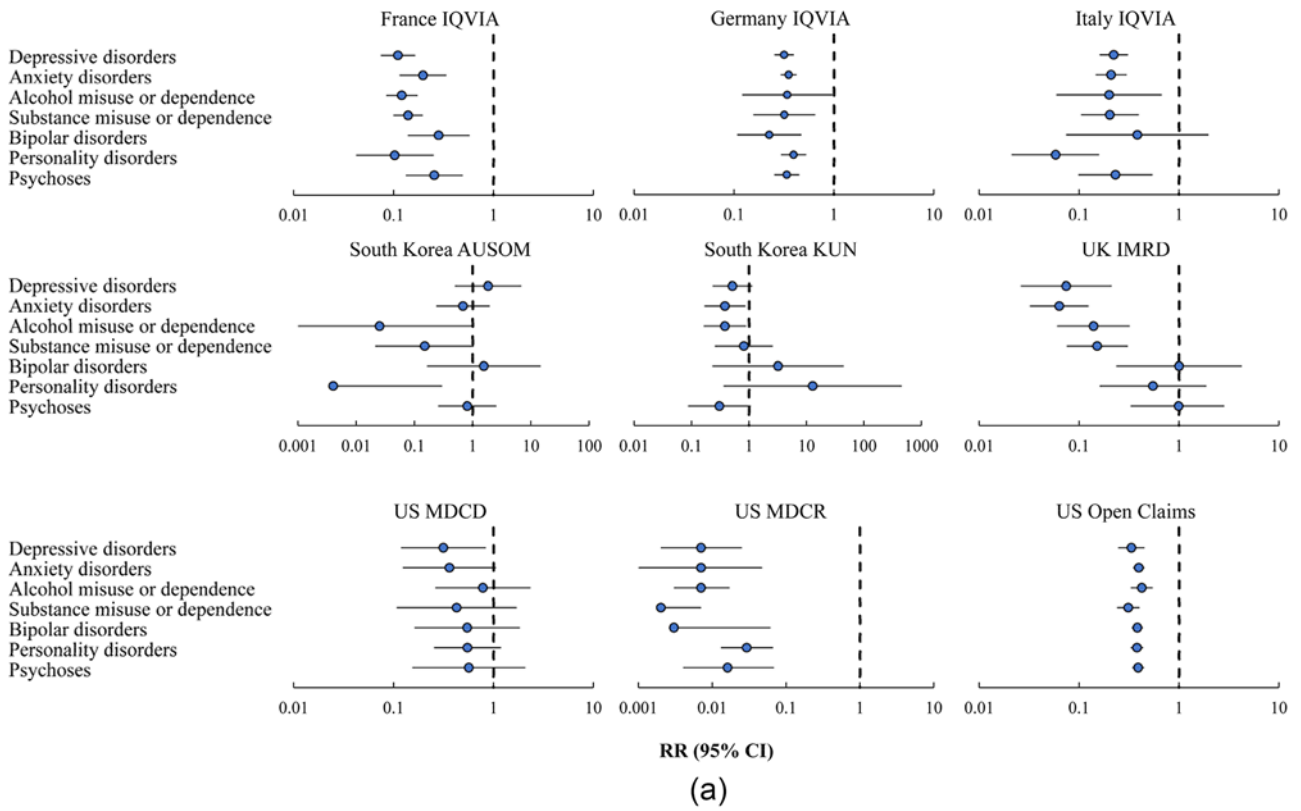 France IQVIA Germany IQVIA Italy IQVIA
Depressive disorders
Anxiety disorders
Alcohol misuse or dependence
Substance misuse or dependence
Bipolar disorders
Personality disorders
Psychoses
0.01 0.1 1 10 0.1 1 10 0.01 0.1 1 10
South Korea AUSOM South Korea KUN UK IMRD
Depressive disorders
Anxiety disorders
Alcohol misuse or dependence
Substance misuse or dependence
Bipolar disorders
Personality disorders
Psychoses
0.001 0.01 0.1 1 10 100 0.1 1 10 100 1000 0.01 0.1 1 10
US MDCD US MDCR US Open Claims
Depressive disorders
Anxiety disorders
Alcohol misuse or dependence
Substance misuse or dependence
Bipolar disorders
Personality disorders
Psychoses
0.01 0.1 1 10 0.001 0.01 0.1 1 10 0.01 0.1 1 10
RR (95% CI)
(a)